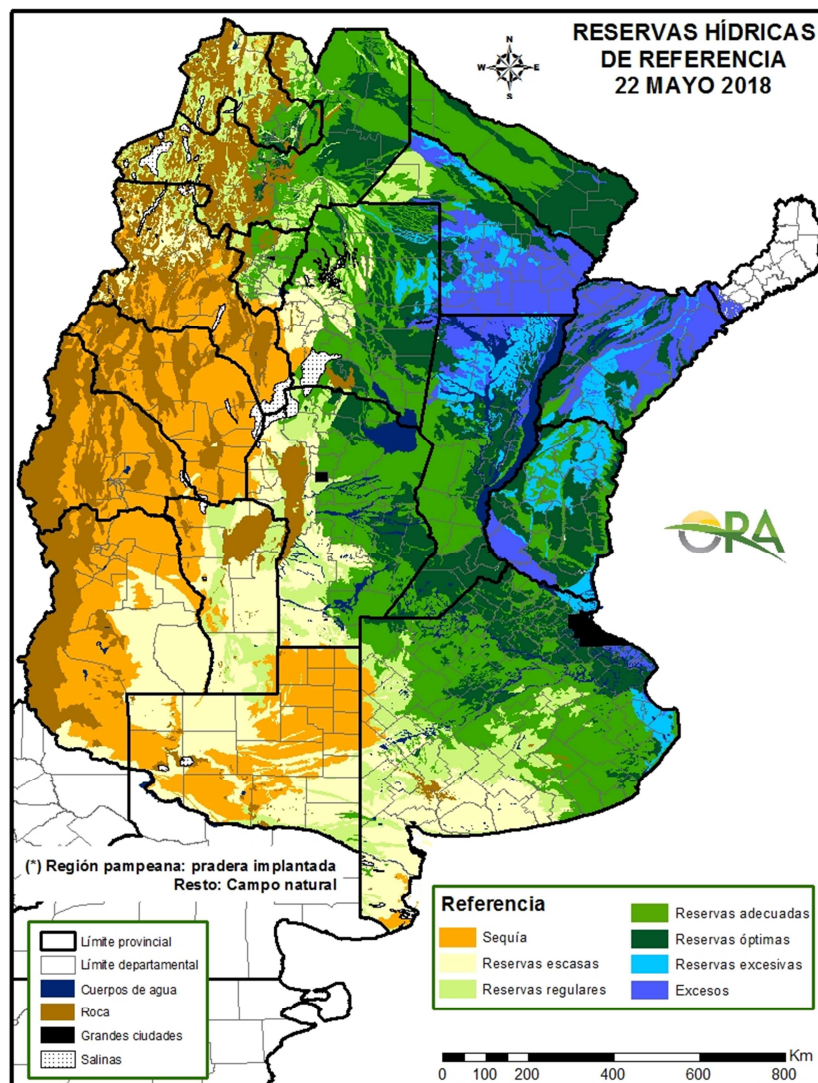 RESERVAS HÍDRICAS
DE REFERENCIA
22 MAYO 2018
N
W E
S
ORA
(*) Región pampeana: pradera implantada
Resto: Campo natural
Límite provincial
Límite departamental
Cuerpos de agua
Roca
Grandes ciudades
Salinas
Referencia
Sequía
Reservas escasas
Reservas regulares
Reservas adecuadas
Reservas óptimas
Reservas excesivas
Excesos
0 100 200 400 600 800 Km